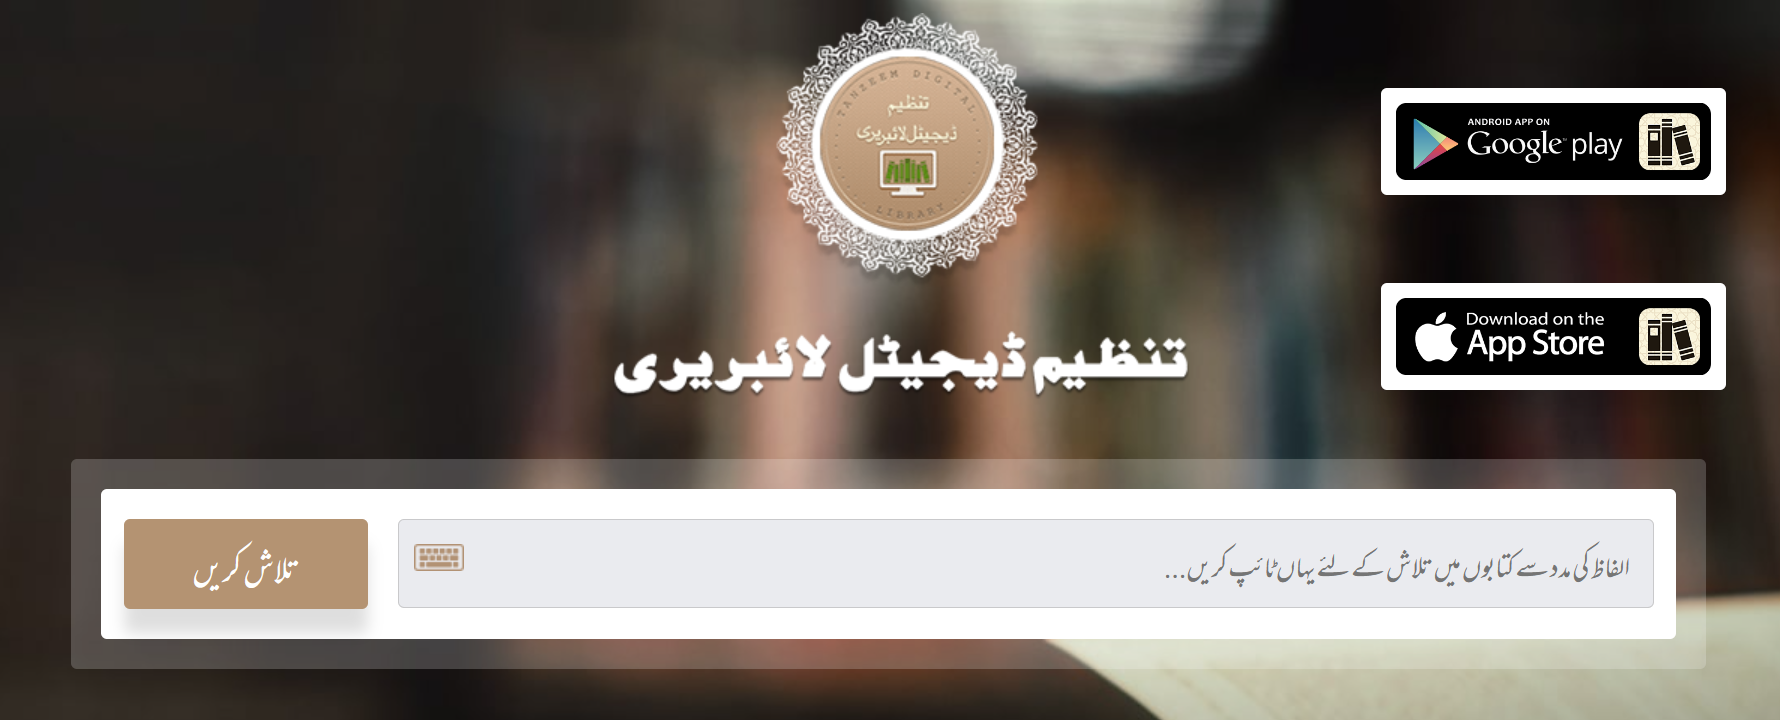 TANZEEM DIGITAL
تنظیم
ڈیجیٹل لائبریری
LIBRARY
ANDROID APP ON
Google play
تنظیم ڈیجیٹل لائبریری
Download on the
App Store
الفاظ کی مدد سے کتابوں میں تلاش کے لئے یہاں ٹائپ کریں...
تلاش کریں